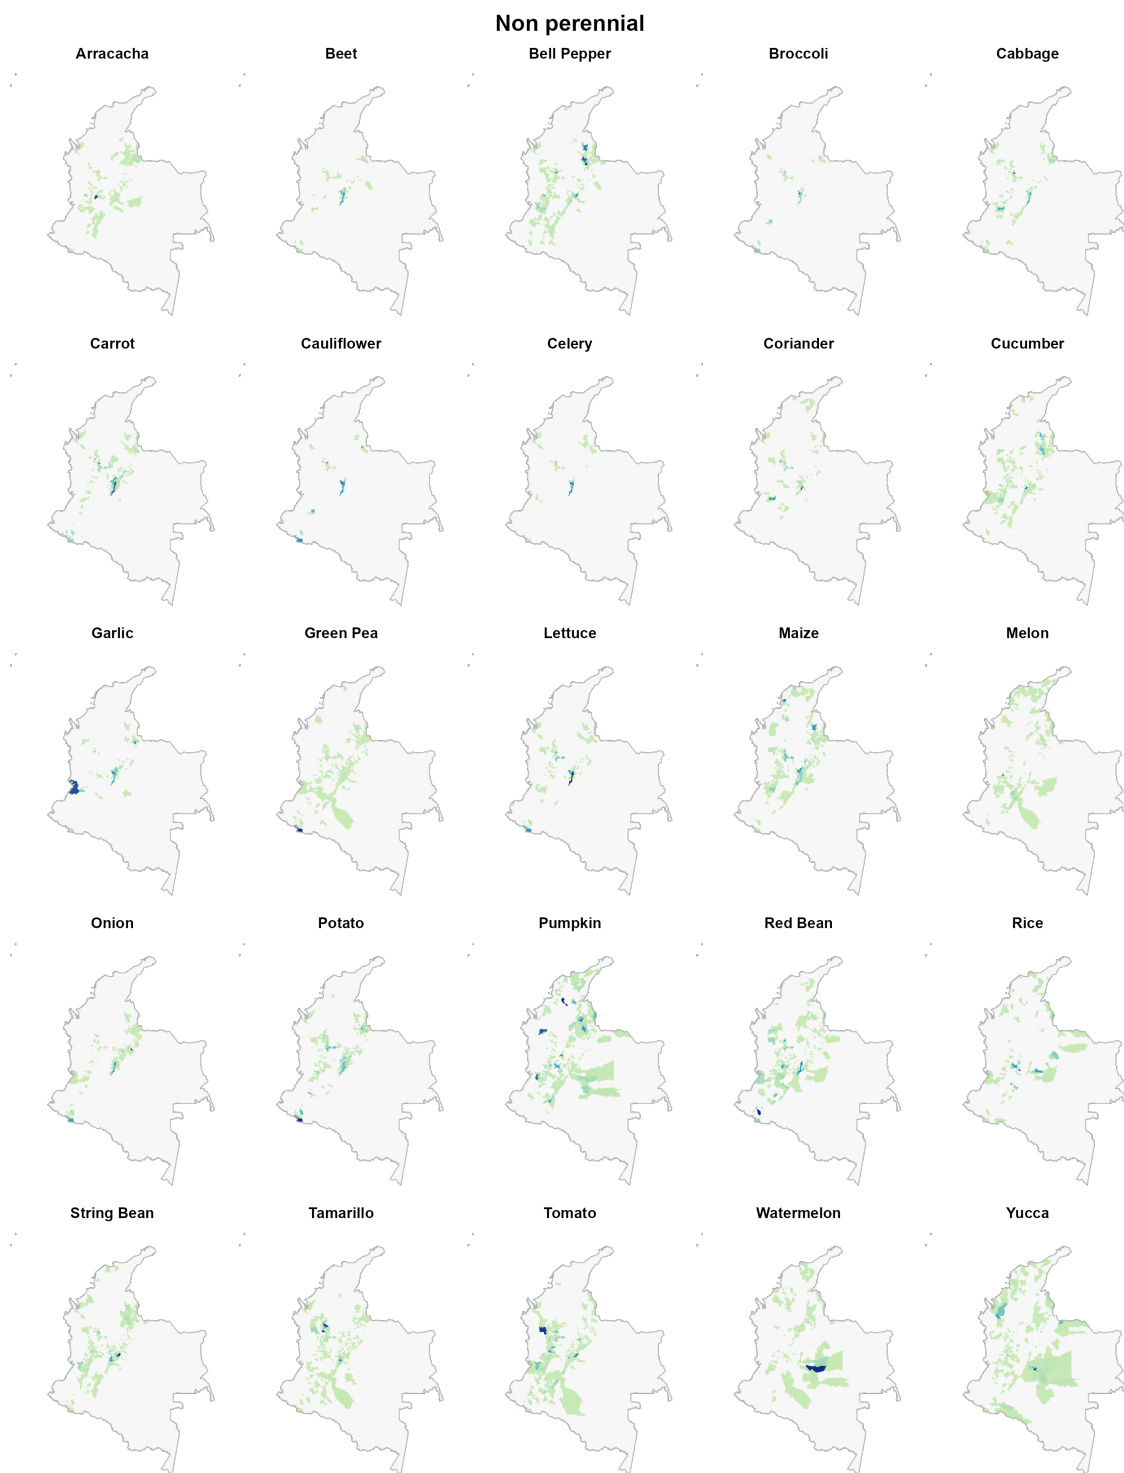 Non perennial
Arracacha
Beet
Bell Pepper
Broccoli
Cabbage
Carrot
Cauliflower
Celery
Coriander
Cucumber
Garlic
Green Pea
Lettuce
Maize
Melon
Onion
Potato
Pumpkin
Red Bean
Rice
String Bean
Tamarillo
Tomato
Watermelon
Yucca